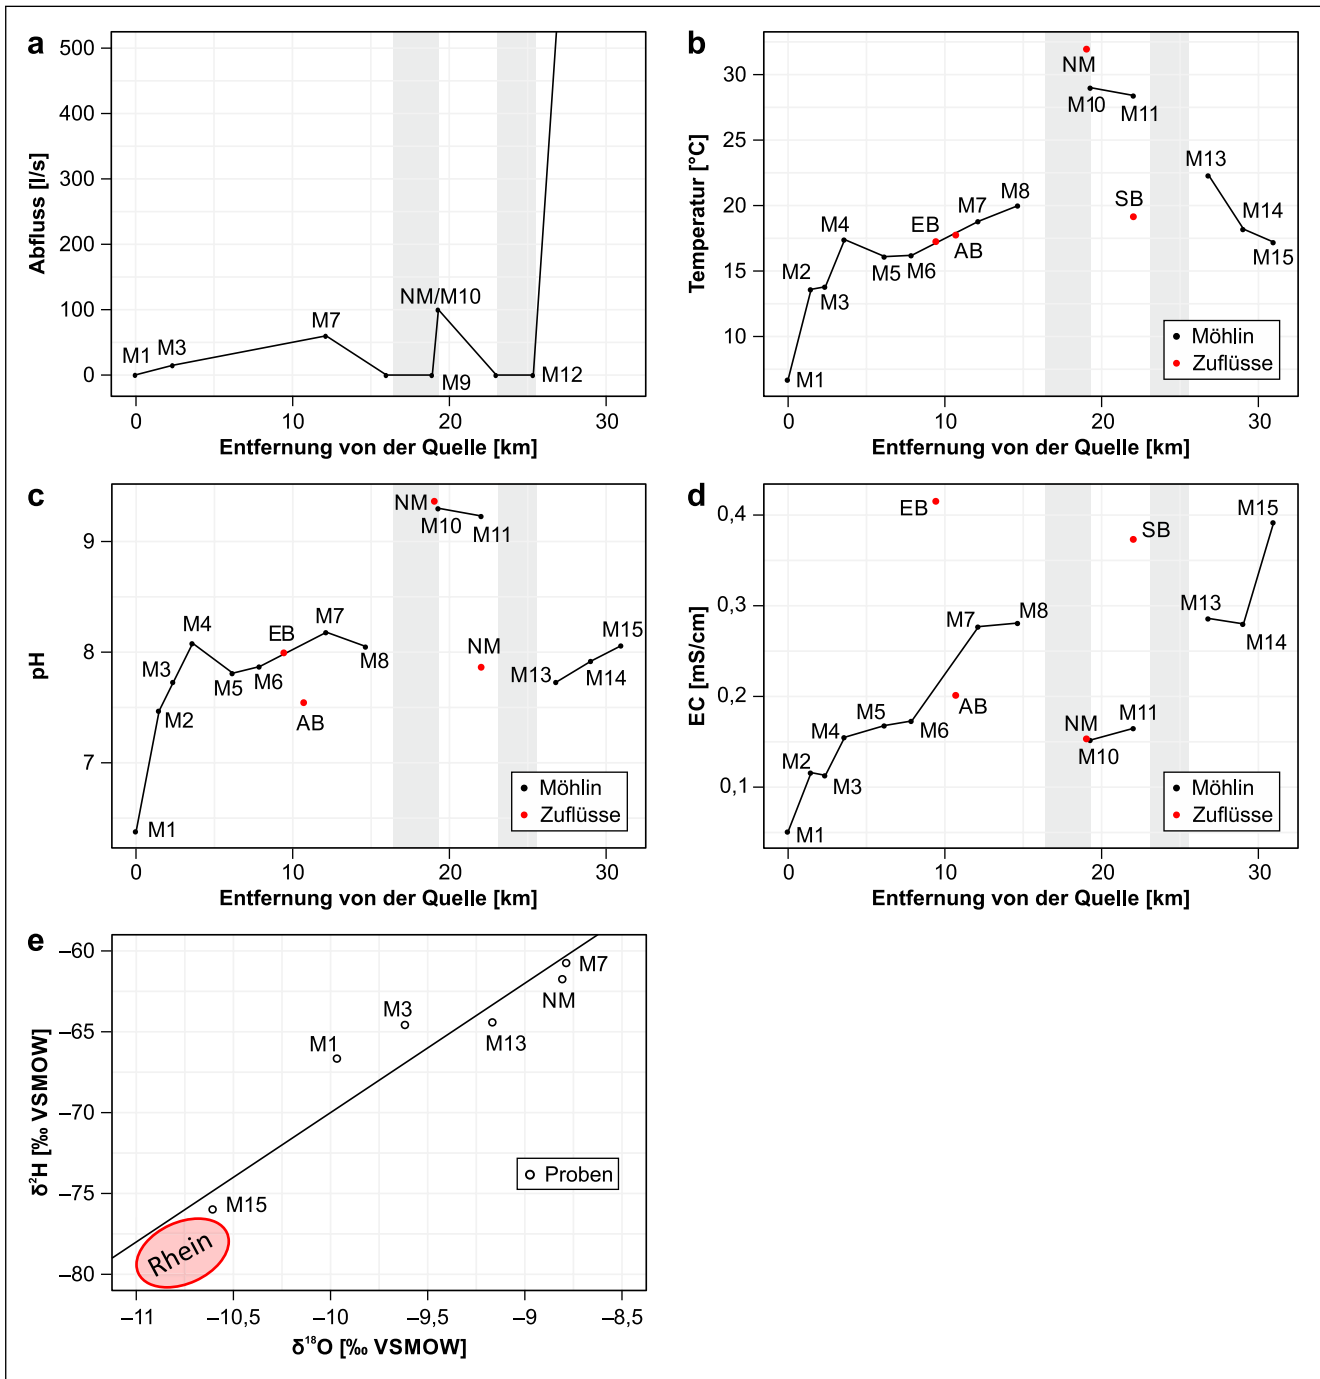 a
500
400
300
200
100
0
Abfluss [l/s]
M1
M3
M7
NM/M10
M9
M12
0 10 20 30
Entfernung von der Quelle [km]
b
30
25
20
15
10
Temperatur [°C]
NM
M10
M11
M13
SB
M8
M7
M14
EB
M4
AB
M15
M5 M6
M2
M3
M1
Möhlin
Zuflüsse
0 10 20 30
Entfernung von der Quelle [km]
c
9
8
7
pH
NM
M10
M11
M7
M15
M4
EB
NM
M8
M3
M6
M13
M14
M5
M2
AB
M1
Möhlin
Zuflüsse
0 10 20 30
Entfernung von der Quelle [km]
d
0,4
0,3
0,2
0,1
EC [mS/cm]
EB
M15
SB
M7
M8
M13
M14
AB
M5
M4
M6
NM
M11
M10
M2
M3
M1
Möhlin
Zuflüsse
0 10 20 30
Entfernung von der Quelle [km]
e
–60
–65
–70
–75
–80
δ²H [‰ VSMOW]
M7
NM
M3
M13
M1
Proben
M15
Rhein
–11 –10,5 –10 –9,5 –9 –8,5
δ¹⁸O [‰ VSMOW]